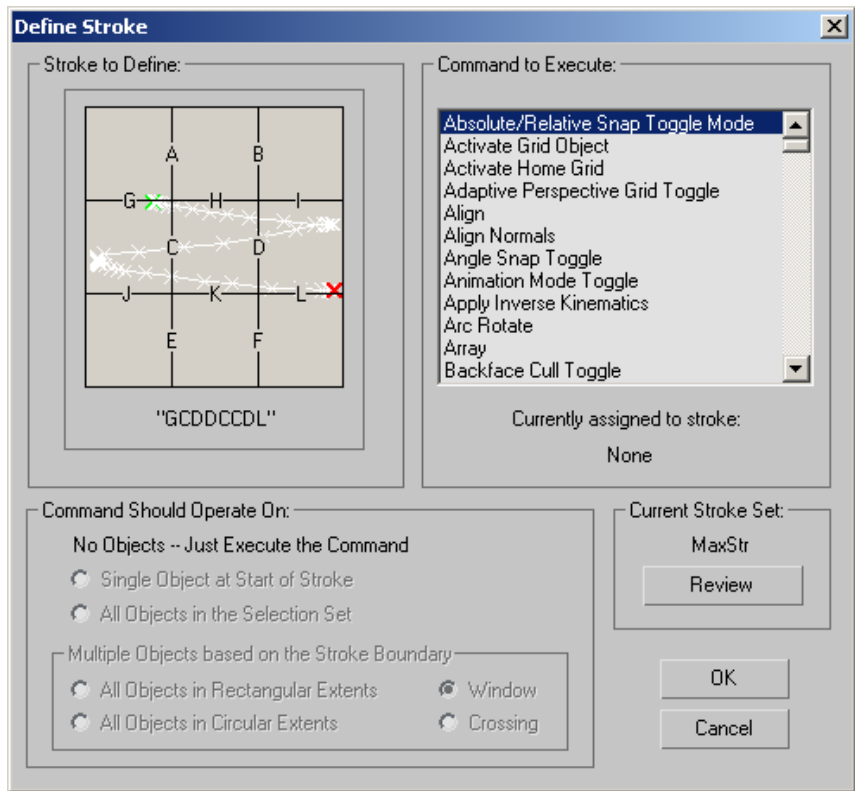 Define Stroke
Stroke to Define:
A B
G H I
C D
J K L
E F
"GCDDCCDL"
Command to Execute:
Absolute/Relative Snap Toggle Mode
Activate Grid Object
Activate Home Grid
Adaptive Perspective Grid Toggle
Align
Align Normals
Angle Snap Toggle
Animation Mode Toggle
Apply Inverse Kinematics
Arc Rotate
Array
Backface Cull Toggle
Currently assigned to stroke:
None
Command Should Operate On:
No Objects -- Just Execute the Command
Single Object at Start of Stroke
All Objects in the Selection Set
Multiple Objects based on the Stroke Boundary
All Objects in Rectangular Extents Window
All Objects in Circular Extents Crossing
Current Stroke Set:
MaxStr
Review
OK
Cancel